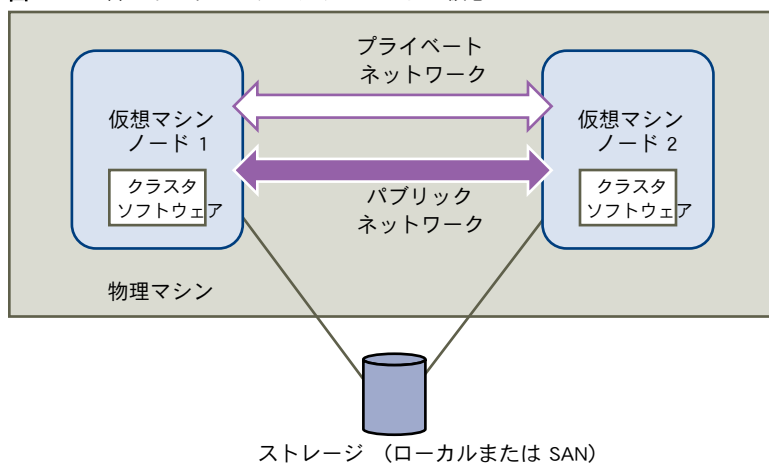 プライベート
ネットワーク
仮想マシン
ノード 1
仮想マシン
ノード 2
クラスタ
ソフトウェア
クラスタ
ソフトウェア
パブリック
ネットワーク
物理マシン
ストレージ （ローカルまたは SAN）